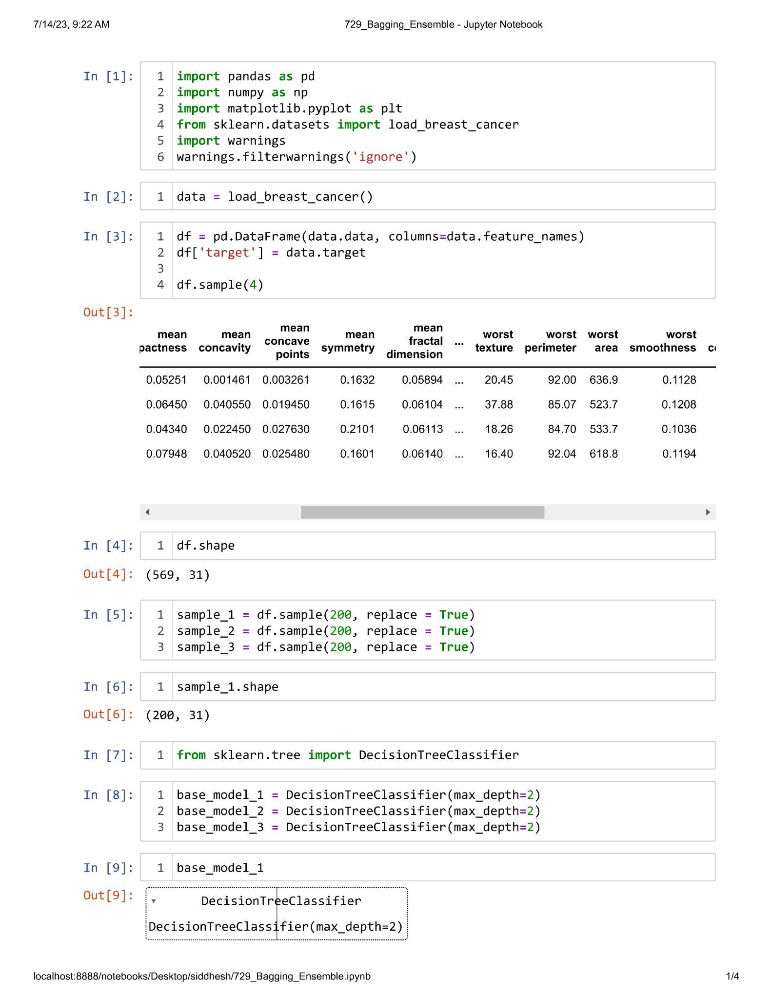 7/14/23, 9:22 AM 729_Bagging_Ensemble - Jupyter Notebook
In [1]:
1 import pandas as pd
2 import numpy as np
3 import matplotlib.pyplot as plt
4 from sklearn.datasets import load_breast_cancer
5 import warnings
6 warnings.filterwarnings('ignore')
In [2]:
1 data = load_breast_cancer()
In [3]:
1 df = pd.DataFrame(data.data, columns=data.feature_names)
2 df['target'] = data.target
3
4 df.sample(4)
Out[3]:
mean pactness mean concavity mean concave points mean symmetry mean fractal dimension ... worst texture worst perimeter worst area worst smoothness c
0.05251 0.001461 0.003261 0.1632 0.05894 ... 20.45 92.00 636.9 0.1128
0.06450 0.040550 0.019450 0.1615 0.06104 ... 37.88 85.07 523.7 0.1208
0.04340 0.022450 0.027630 0.2101 0.06113 ... 18.26 84.70 533.7 0.1036
0.07948 0.040520 0.025480 0.1601 0.06140 ... 16.40 92.04 618.8 0.1194
In [4]:
1 df.shape
Out[4]: (569, 31)
In [5]:
1 sample_1 = df.sample(200, replace = True)
2 sample_2 = df.sample(200, replace = True)
3 sample_3 = df.sample(200, replace = True)
In [6]:
1 sample_1.shape
Out[6]: (200, 31)
In [7]:
1 from sklearn.tree import DecisionTreeClassifier
In [8]:
1 base_model_1 = DecisionTreeClassifier(max_depth=2)
2 base_model_2 = DecisionTreeClassifier(max_depth=2)
3 base_model_3 = DecisionTreeClassifier(max_depth=2)
In [9]:
1 base_model_1
Out[9]:
DecisionTreeClassifier
DecisionTreeClassifier(max_depth=2)
localhost:8888/notebooks/Desktop/siddhesh/729_Bagging_Ensemble.ipynb 1/4